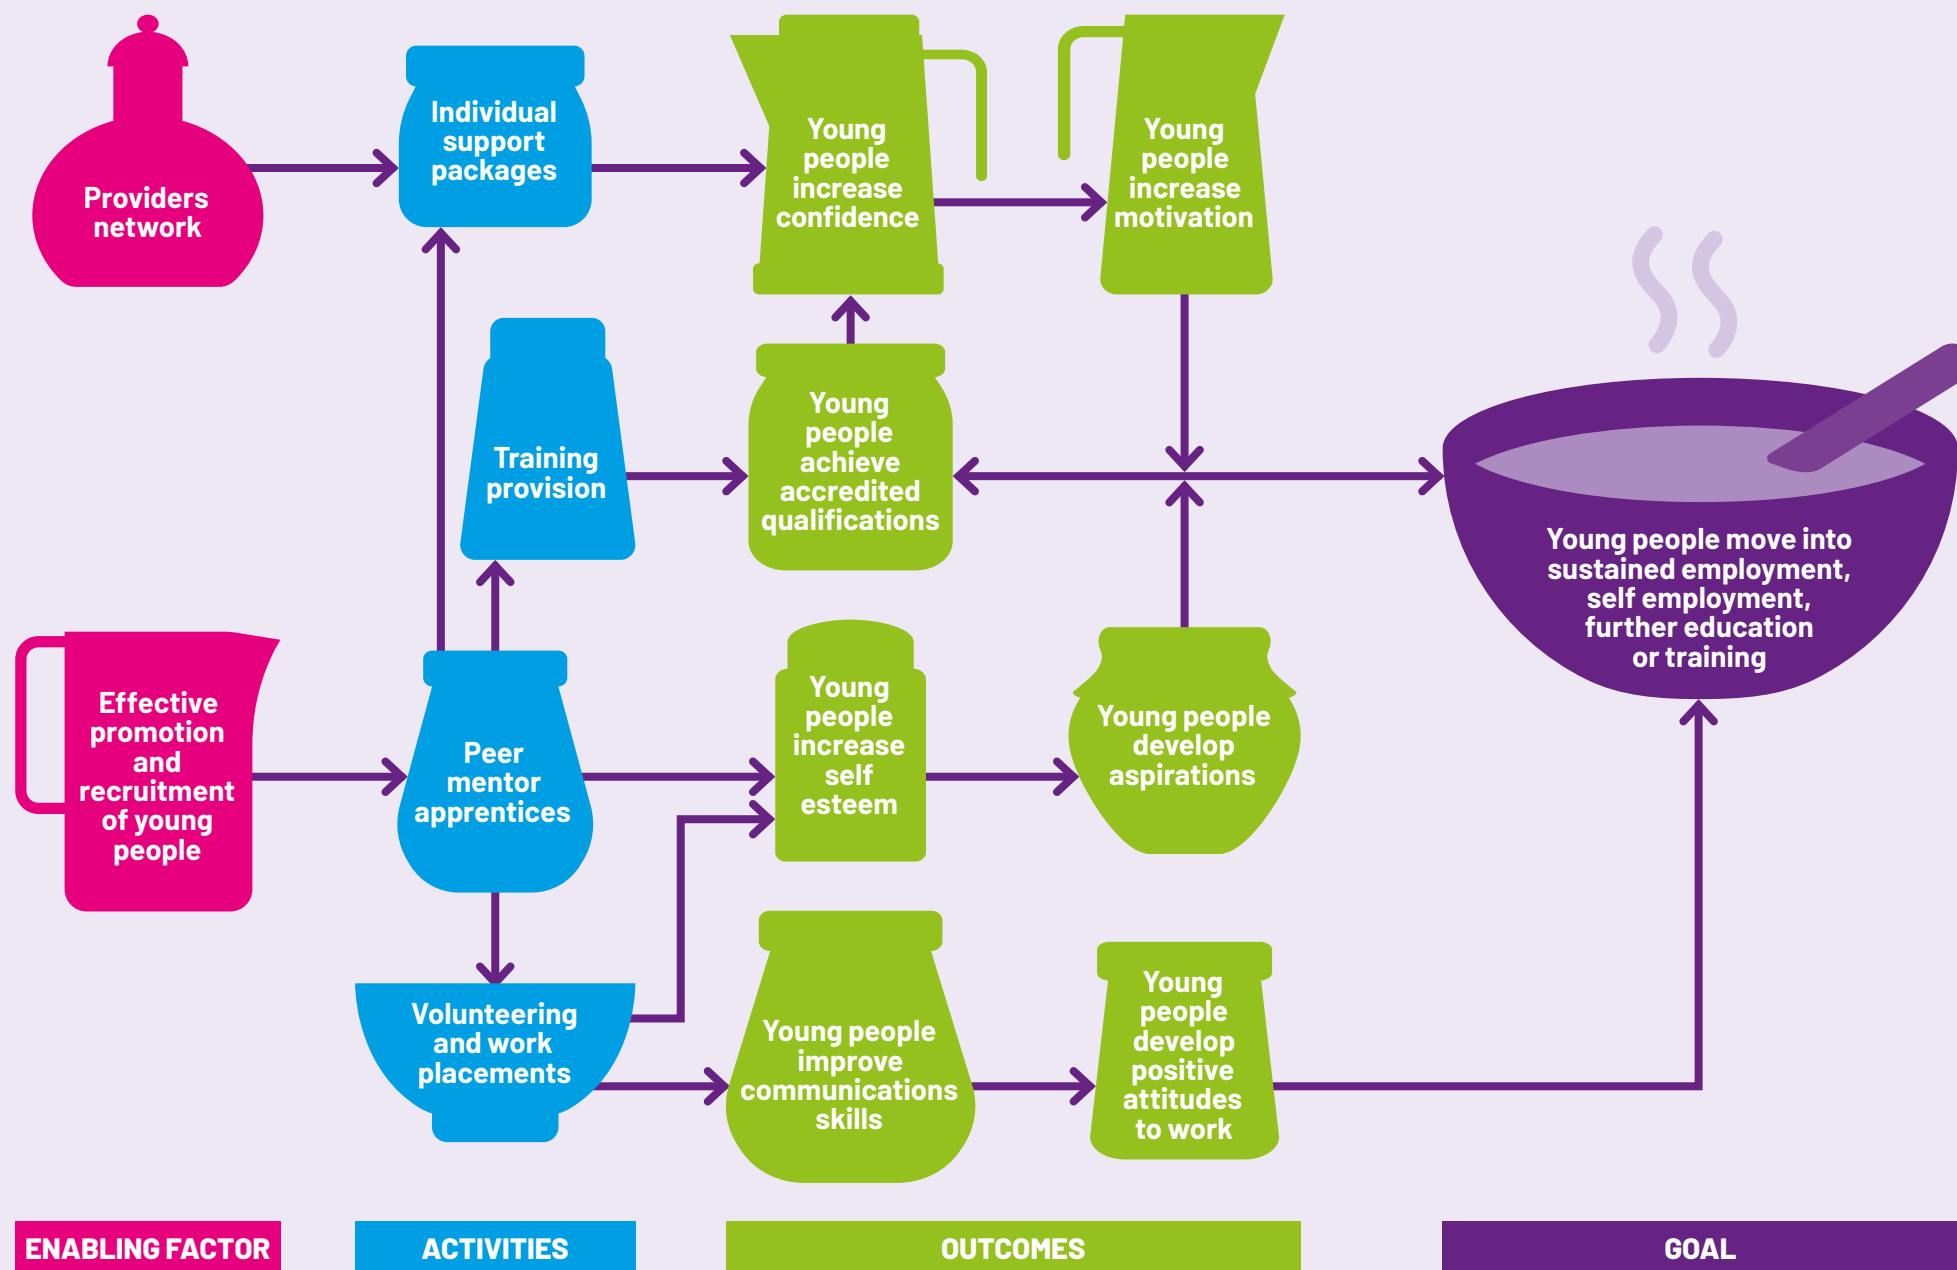 Providers
network
Individual
support
packages
Young
people
increase
confidence
Young
people
increase
motivation
Training
provision
Young
people
achieve
accredited
qualifications
Young people move into
sustained employment,
self employment,
further education
or training
Effective
promotion
and
recruitment
of young
people
Peer
mentor
apprentices
Young
people
increase
self
esteem
Young people
develop
aspirations
Volunteering
and work
placements
Young people
improve
communications
skills
Young
people
develop
positive
attitudes
to work
ENABLING FACTOR
ACTIVITIES
OUTCOMES
GOAL